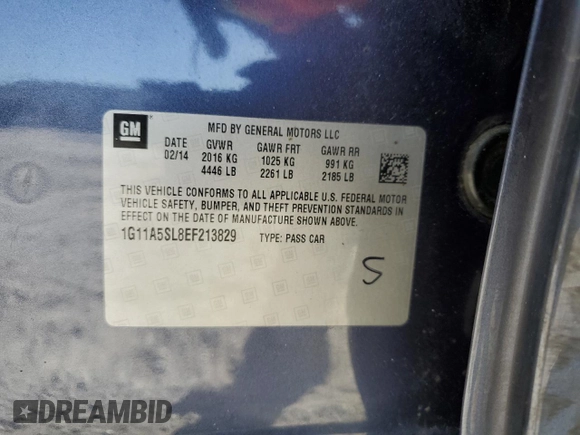 GM
MFD BY GENERAL MOTORS LLC
DATE GVWR GAWR FRT GAWR RR
02/14 2016 KG 1025 KG 991 KG
4446 LB 2261 LB 2185 LB
THIS VEHICLE CONFORMS TO ALL APPLICABLE U.S. FEDERAL MOTOR
VEHICLE SAFETY, BUMPER, AND THEFT PREVENTION STANDARDS IN
EFFECT ON THE DATE OF MANUFACTURE SHOWN ABOVE.
1G11A5SL8EF213829 TYPE: PASS CAR
S
DREAMBID